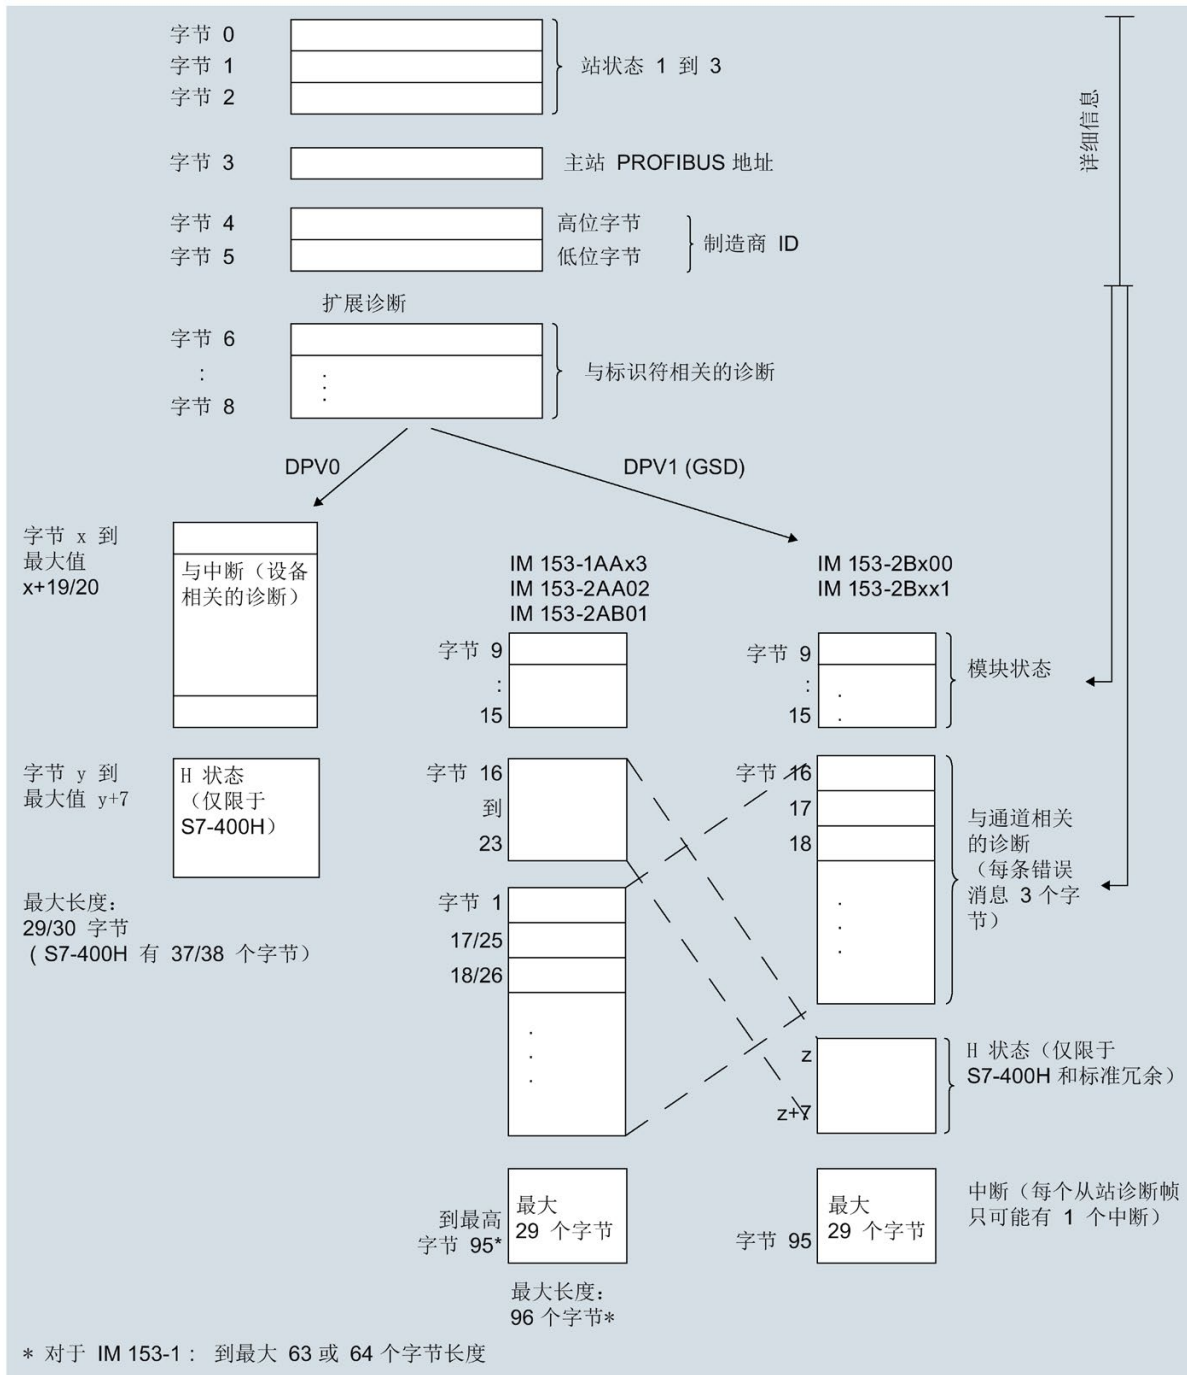 字节 0
字节 1
字节 2
站状态 1 到 3
详细信息
字节 3
主站 PROFIBUS 地址
字节 4
高位字节
字节 5
低位字节
制造商 ID
扩展诊断
字节 6
:
字节 8
与标识符相关的诊断
DPV0
DPV1 (GSD)
字节 x 到
最大值
x+19/20
与中断（设备
相关的诊断）
IM 153-1AAx3
IM 153-2AA02
IM 153-2AB01
IM 153-2Bx00
IM 153-2Bxx1
字节 9
:
15
字节 9
:
15
模块状态
字节 y 到
最大值 y+7
H 状态
（仅限于
S7-400H）
字节 16
到
23
字节 16
17
18
与通道相关
的诊断
（每条错误
消息 3 个字
节）
最大长度：
29/30 字节
( S7-400H 有 37/38 个字节）
字节 1
17/25
18/26
z
z+7
H 状态（仅限于
S7-400H 和标准冗余）
到最高
字节 95*
最大
29 个字节
字节 95
最大
29 个字节
中断（每个从站诊断帧
只可能有 1 个中断）
最大长度：
96 个字节*
* 对于 IM 153-1： 到最大 63 或 64 个字节长度